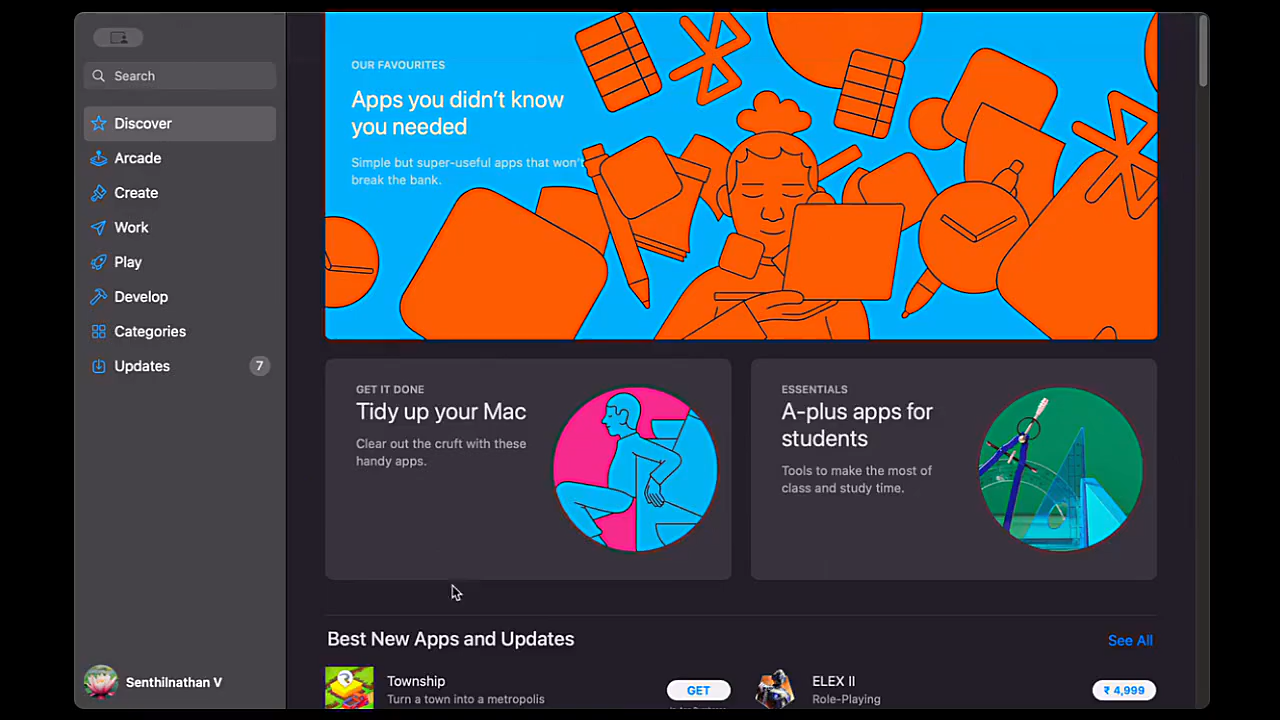 Search
Discover
Arcade
Create
Work
Play
Develop
Categories
Updates 7
Senthilnathan V
OUR FAVOURITES
Apps you didn't know
you needed
Simple but super-useful apps that won't
break the bank.
GET IT DONE
Tidy up your Mac
Clear out the cruft with these
handy apps.
ESSENTIALS
A-plus apps for
students
Tools to make the most of
class and study time.
Best New Apps and Updates
See All
Township
Turn a town into a metropolis
GET
ELEX II
Role-Playing
₹ 4,999